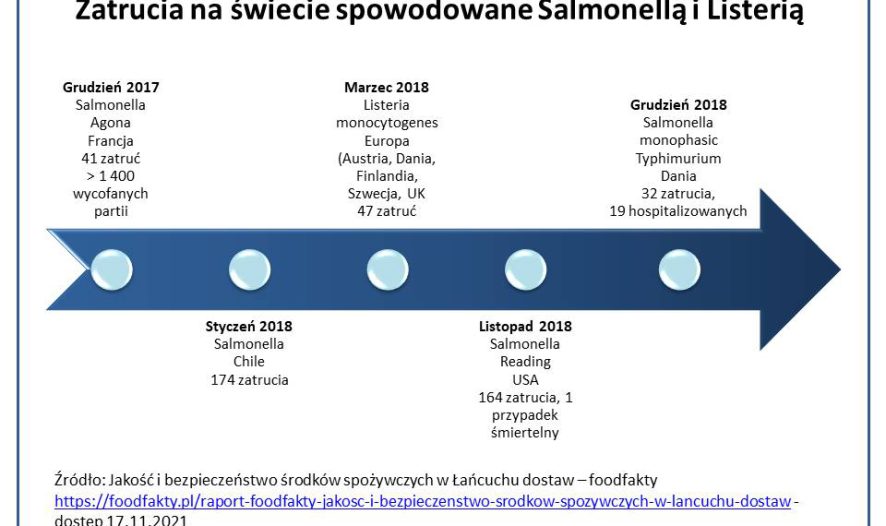 Zatrucia na świecie spowodowane Salmonellą i Listerią
Grudzień 2017
Salmonella
Agona
Francja
41 zatruć
> 1 400
wycofanych
partii
Styczeń 2018
Salmonella
Chile
174 zatrucia
Marzec 2018
Listeria
monocytogenes
Europa
(Austria, Dania,
Finlandia,
Szwecja, UK
47 zatruć
Listopad 2018
Salmonella
Reading
USA
164 zatrucia, 1
przypadek
śmiertelny
Grudzień 2018
Salmonella
monophasic
Typhimurium
Dania
32 zatrucia,
19 hospitalizowanych
Źródło: Jakość i bezpieczeństwo środków spożywczych w Łańcuchu dostaw – foodfakty
https://foodfakty.pl/raport-foodfakty-jakosc-i-bezpieczenstwo-srodkow-spozywczych-w-lancuchu-dostaw -
dostęp 17.11.2021